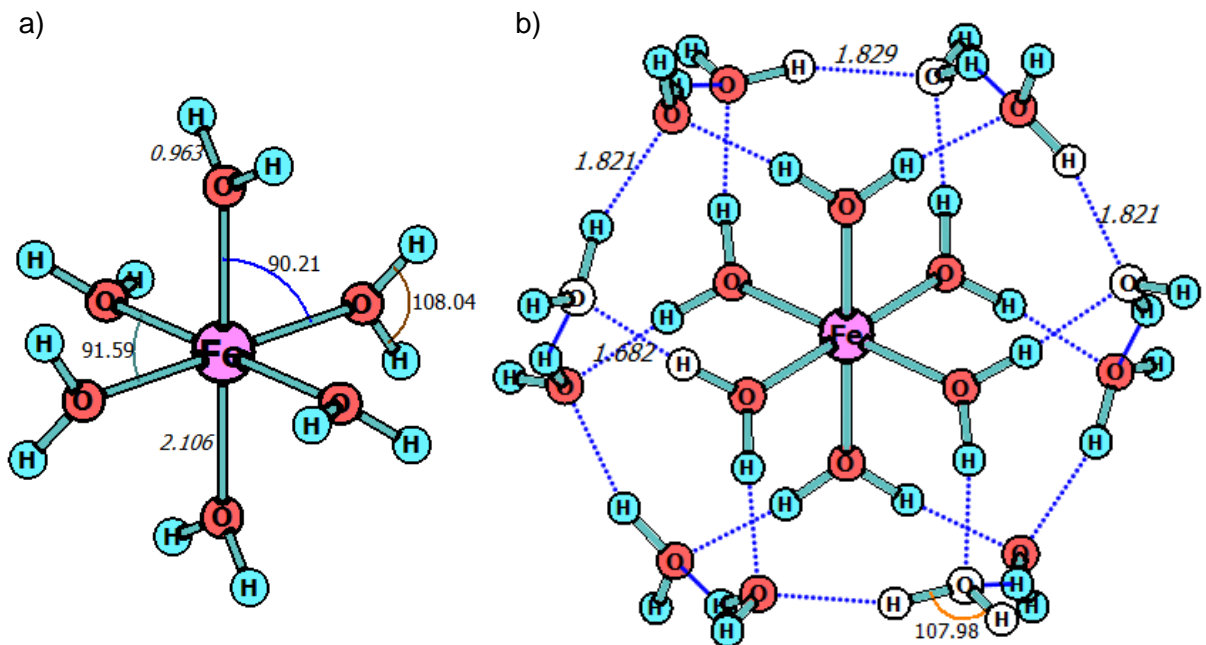 a)
H
0.963
H
O
90.21
H
H
H
O
O
108.04
H
H
Fe
91.59
O
O
H
H
2.106
O
H
H
b)
H
H
H
O
H
1.829
O
H
H
H
O
O
1.821
H
H
H
1.821
H
O
H
H
O
O
O
H
H
O
H
H
H
Fe
1.682
H
H
H
H
O
O
O
O
H
H
H
O
H
H
H
H
O
O
H
H
O
H
O
H
H
H
H
107.98